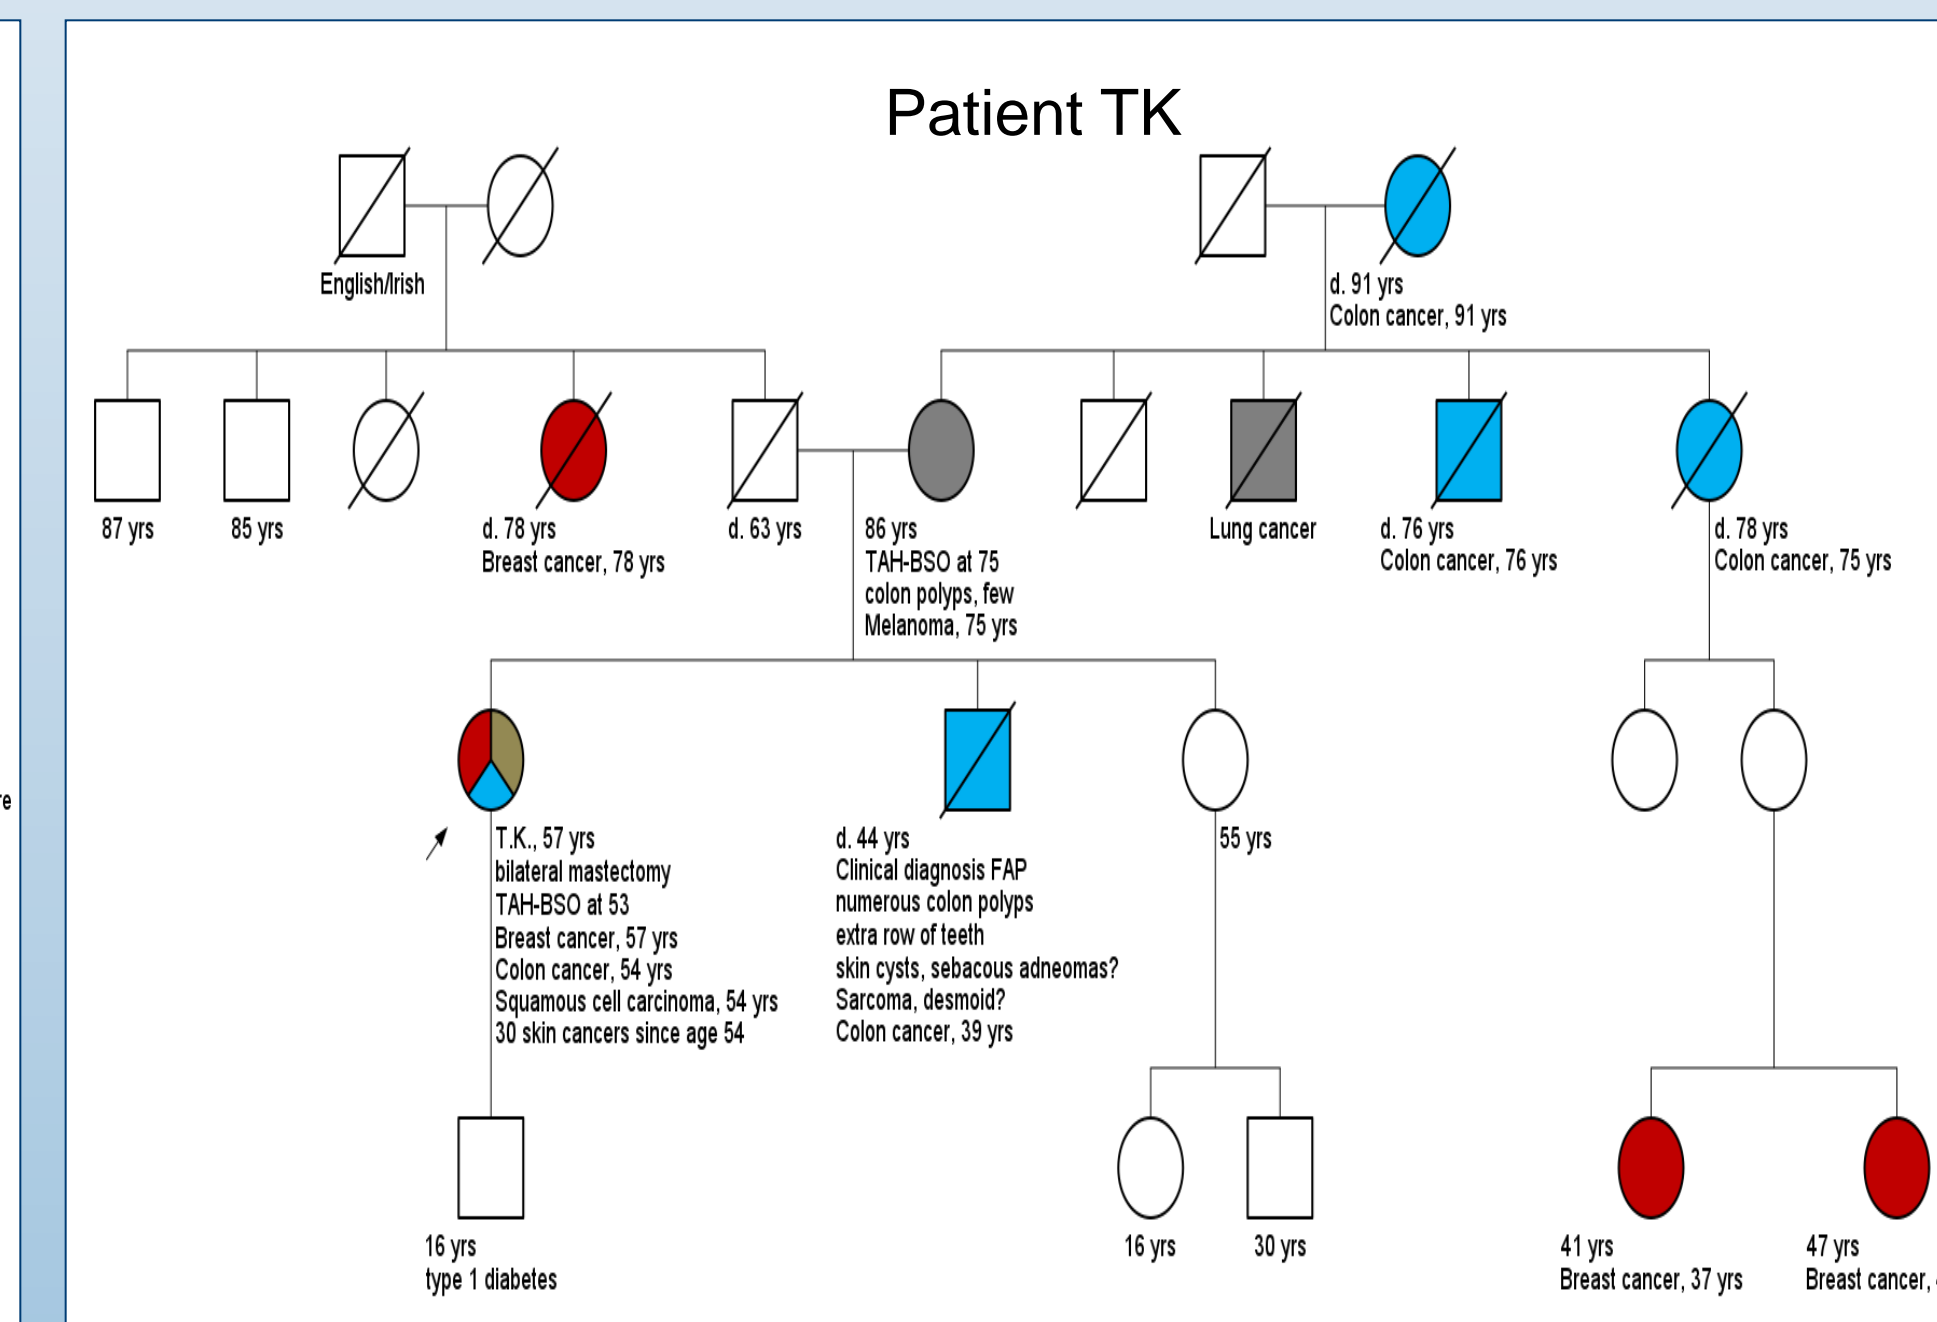 Patient TK
English/Irish
d. 91 yrs
Colon cancer, 91 yrs
87 yrs
85 yrs
d. 78 yrs
Breast cancer, 78 yrs
d. 63 yrs
86 yrs
TAH-BSO at 75
colon polyps, few
Melanoma, 75 yrs
Lung cancer
d. 76 yrs
Colon cancer, 76 yrs
d. 78 yrs
Colon cancer, 75 yrs
T.K., 57 yrs
bilateral mastectomy
TAH-BSO at 53
Breast cancer, 57 yrs
Colon cancer, 54 yrs
Squamous cell carcinoma, 54 yrs
30 skin cancers since age 54
d. 44 yrs
Clinical diagnosis FAP
numerous colon polyps
extra row of teeth
skin cysts, sebacous adneomas?
Sarcoma, desmoid?
Colon cancer, 39 yrs
55 yrs
16 yrs
type 1 diabetes
16 yrs
30 yrs
41 yrs
Breast cancer, 37 yrs
47 yrs
Breast cancer,